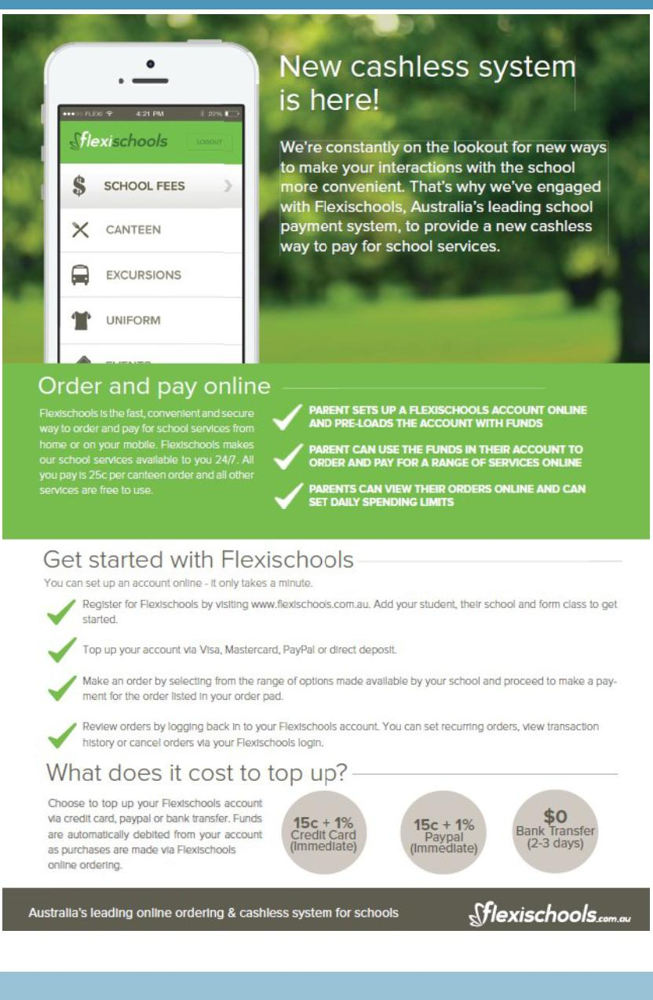 New cashless system
is here!
We're constantly on the lookout for new ways
to make your interactions with the school
more convenient. That's why we've engaged
with Flexischools, Australia's leading school
payment system, to provide a new cashless
way to pay for school services.
FLEXI 4:21 PM 22%
flexischools LOGOUT
$ SCHOOL FEES
CANTEEN
EXCURSIONS
UNIFORM
EVENTS
Order and pay online
Flexischools is the fast, convenient and secure
way to order and pay for school services from
home or on your mobile. Flexischools makes
our school services available to you 24/7. All
you pay is 25c per canteen order and all other
services are free to use.
PARENT SETS UP A FLEXISCHOOLS ACCOUNT ONLINE
AND PRE-LOADS THE ACCOUNT WITH FUNDS
PARENT CAN USE THE FUNDS IN THEIR ACCOUNT TO
ORDER AND PAY FOR A RANGE OF SERVICES ONLINE
PARENTS CAN VIEW THEIR ORDERS ONLINE AND CAN
SET DAILY SPENDING LIMITS
Get started with Flexischools
You can set up an account online - it only takes a minute.
Register for Flexischools by visiting www.flexischools.com.au. Add your student, their school and form class to get
started.
Top up your account via Visa, Mastercard, PayPal or direct deposit.
Make an order by selecting from the range of options made available by your school and proceed to make a pay-
ment for the order listed in your order pad.
Review orders by logging back in to your Flexischools account. You can set recurring orders, view transaction
history or cancel orders via your Flexischools login.
What does it cost to top up?
Choose to top up your Flexischools account
via credit card, paypal or bank transfer. Funds
are automatically debited from your account
as purchases are made via Flexischools
online ordering.
15c + 1%
Credit Card
(Immediate)
15c + 1%
Paypal
(Immediate)
$0
Bank Transfer
(2-3 days)
Australia's leading online ordering & cashless system for schools
flexischools.com.au